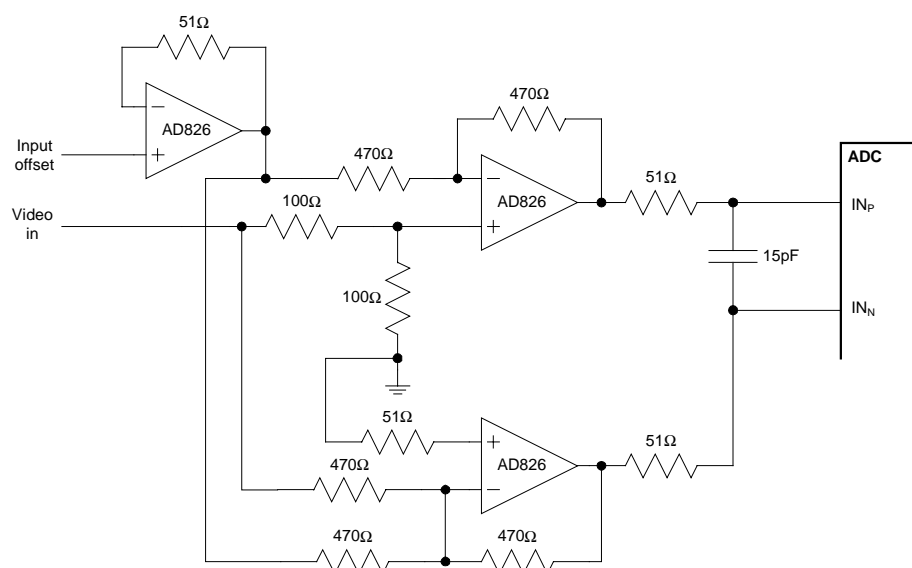 51Ω
AD826
Input
offset
470Ω
470Ω
AD826
51Ω
ADC
IN_P
Video
in
100Ω
100Ω
15pF
IN_N
51Ω
AD826
51Ω
470Ω
470Ω
470Ω